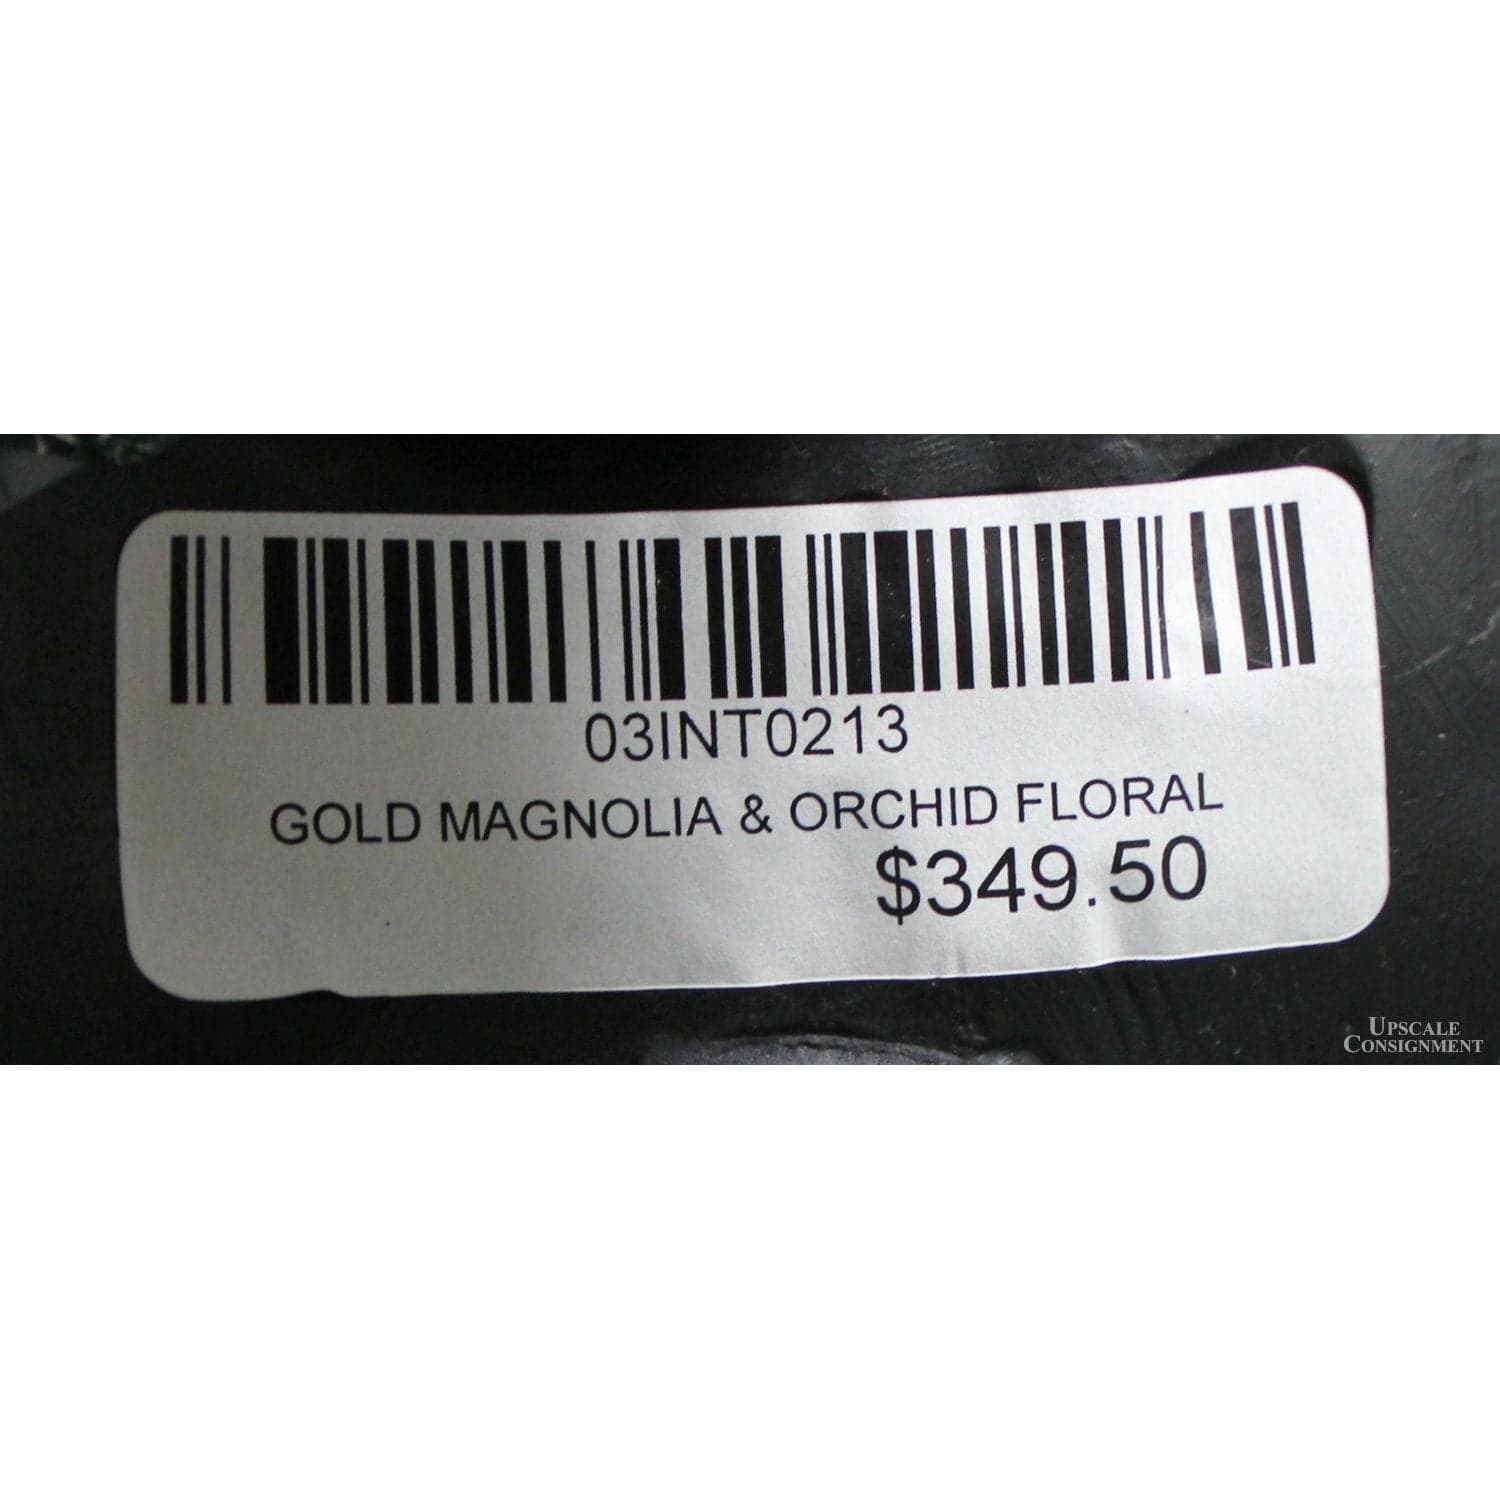 03INT0213
GOLD MAGNOLIA & ORCHID FLORAL
$349.50
UPSCALE
CONSIGNMENT